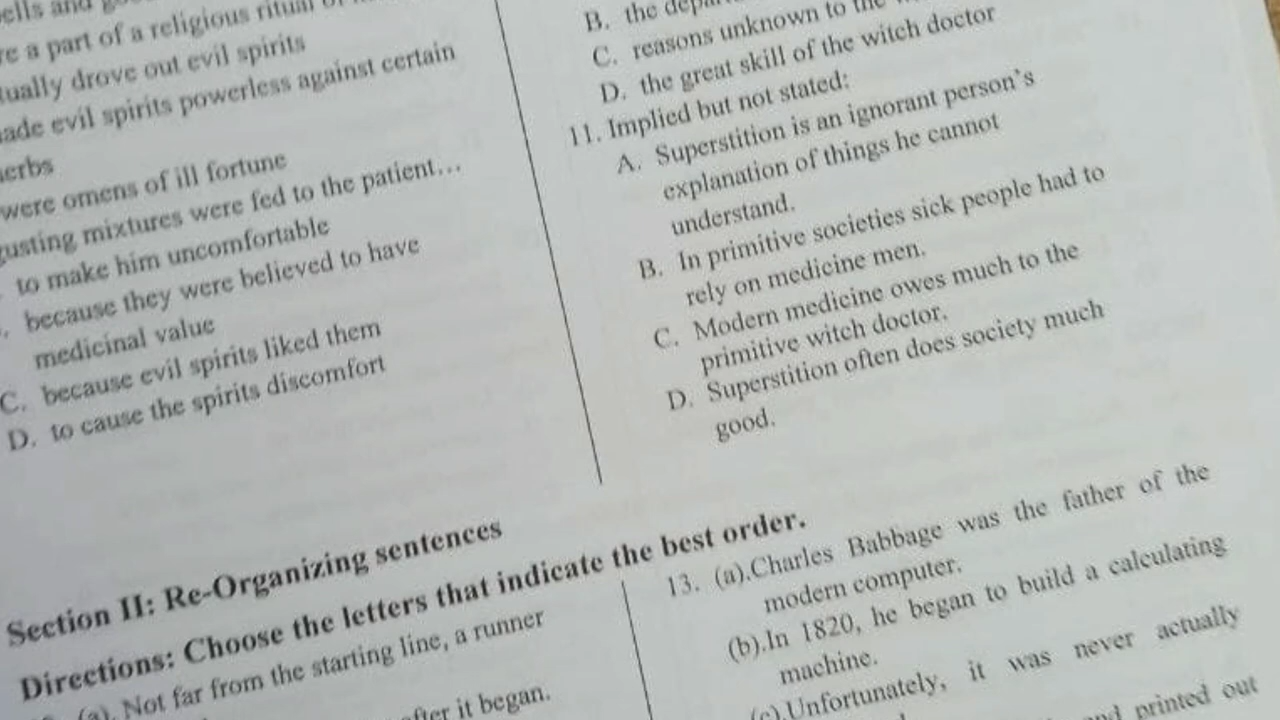 re a part of a religious ritual
drove out evil spirits
evil spirits powerless against certain
were omens of ill fortune
mixtures were fed to the patient...
to make him uncomfortable
because they were believed to have
medicinal value
C. because evil spirits liked them
D. to cause the spirits discomfort
B. the
C. reasons unknown to the
D. the great skill of the witch doctor
11. Implied but not stated:
A. Superstition is an ignorant person's
explanation of things he cannot
understand.
B. In primitive societies sick people had to
rely on medicine men.
C. Modern medicine owes much to the
primitive witch doctor.
D. Superstition often does society much
good.
Section II: Re-Organizing sentences
Directions: Choose the letters that indicate the best order.
(a). Not far from the starting line, a runner
after it began.
13. (a).Charles Babbage was the father of the
modern computer.
(b).In 1820, he began to build a calculating
machine.
(c).Unfortunately, it was never actually
and printed out